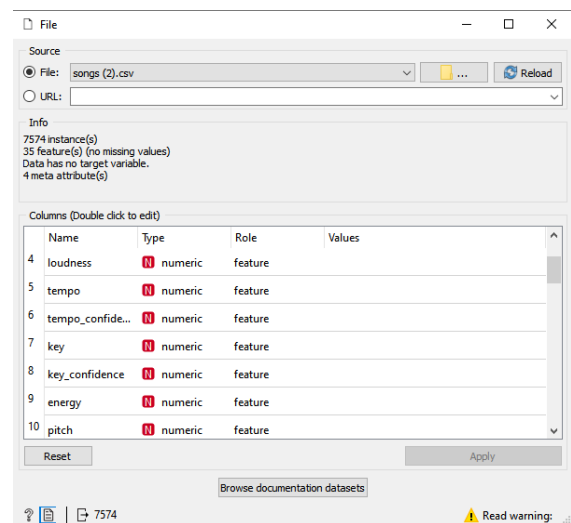 File
Source
File: songs (2).csv ... Reload
URL:
Info
7574 instance(s)
35 feature(s) (no missing values)
Data has no target variable.
4 meta attribute(s)
Columns (Double click to edit)
Name Type Role Values
4 loudness N numeric feature
5 tempo N numeric feature
6 tempo_confide... N numeric feature
7 key N numeric feature
8 key_confidence N numeric feature
9 energy N numeric feature
10 pitch N numeric feature
Reset Apply
Browse documentation datasets
? 7574 Read warning: